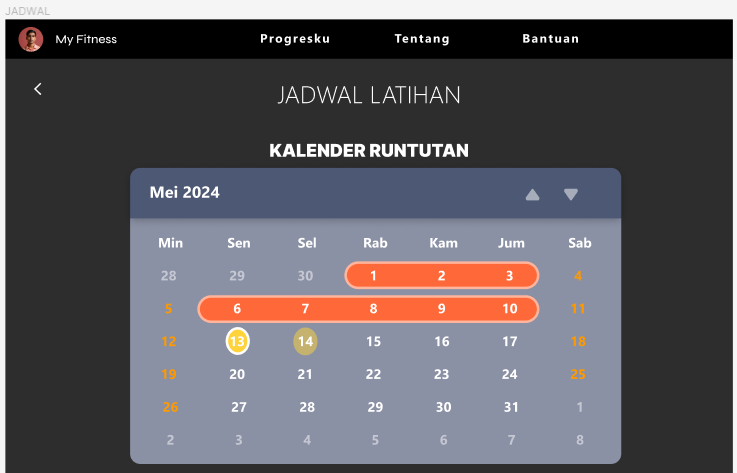 JADWAL
My Fitness Progresku Tentang Bantuan
JADWAL LATIHAN
KALENDER RUNTUTAN
Mei 2024
Min Sen Sel Rab Kam Jum Sab
28 29 30 1 2 3 4
5 6 7 8 9 10 11
12 13 14 15 16 17 18
19 20 21 22 23 24 25
26 27 28 29 30 31 1
2 3 4 5 6 7 8